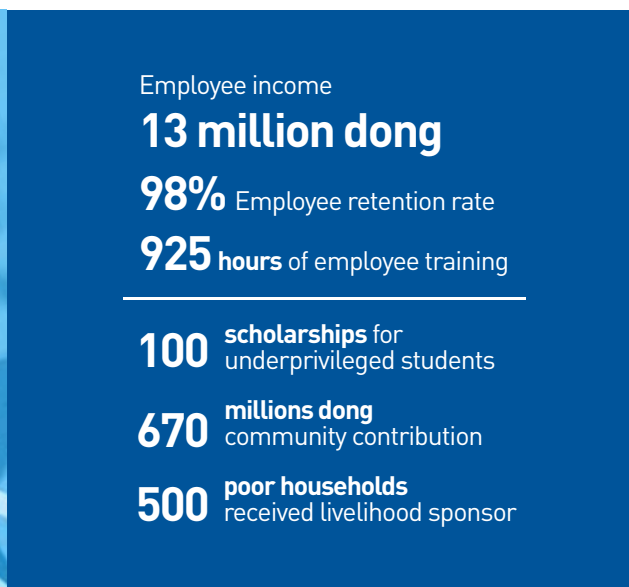 Employee income
13 million dong
98% Employee retention rate
925 hours of employee training
100 scholarships for
underprivileged students
670 millions dong
community contribution
500 poor households
received livelihood sponsor